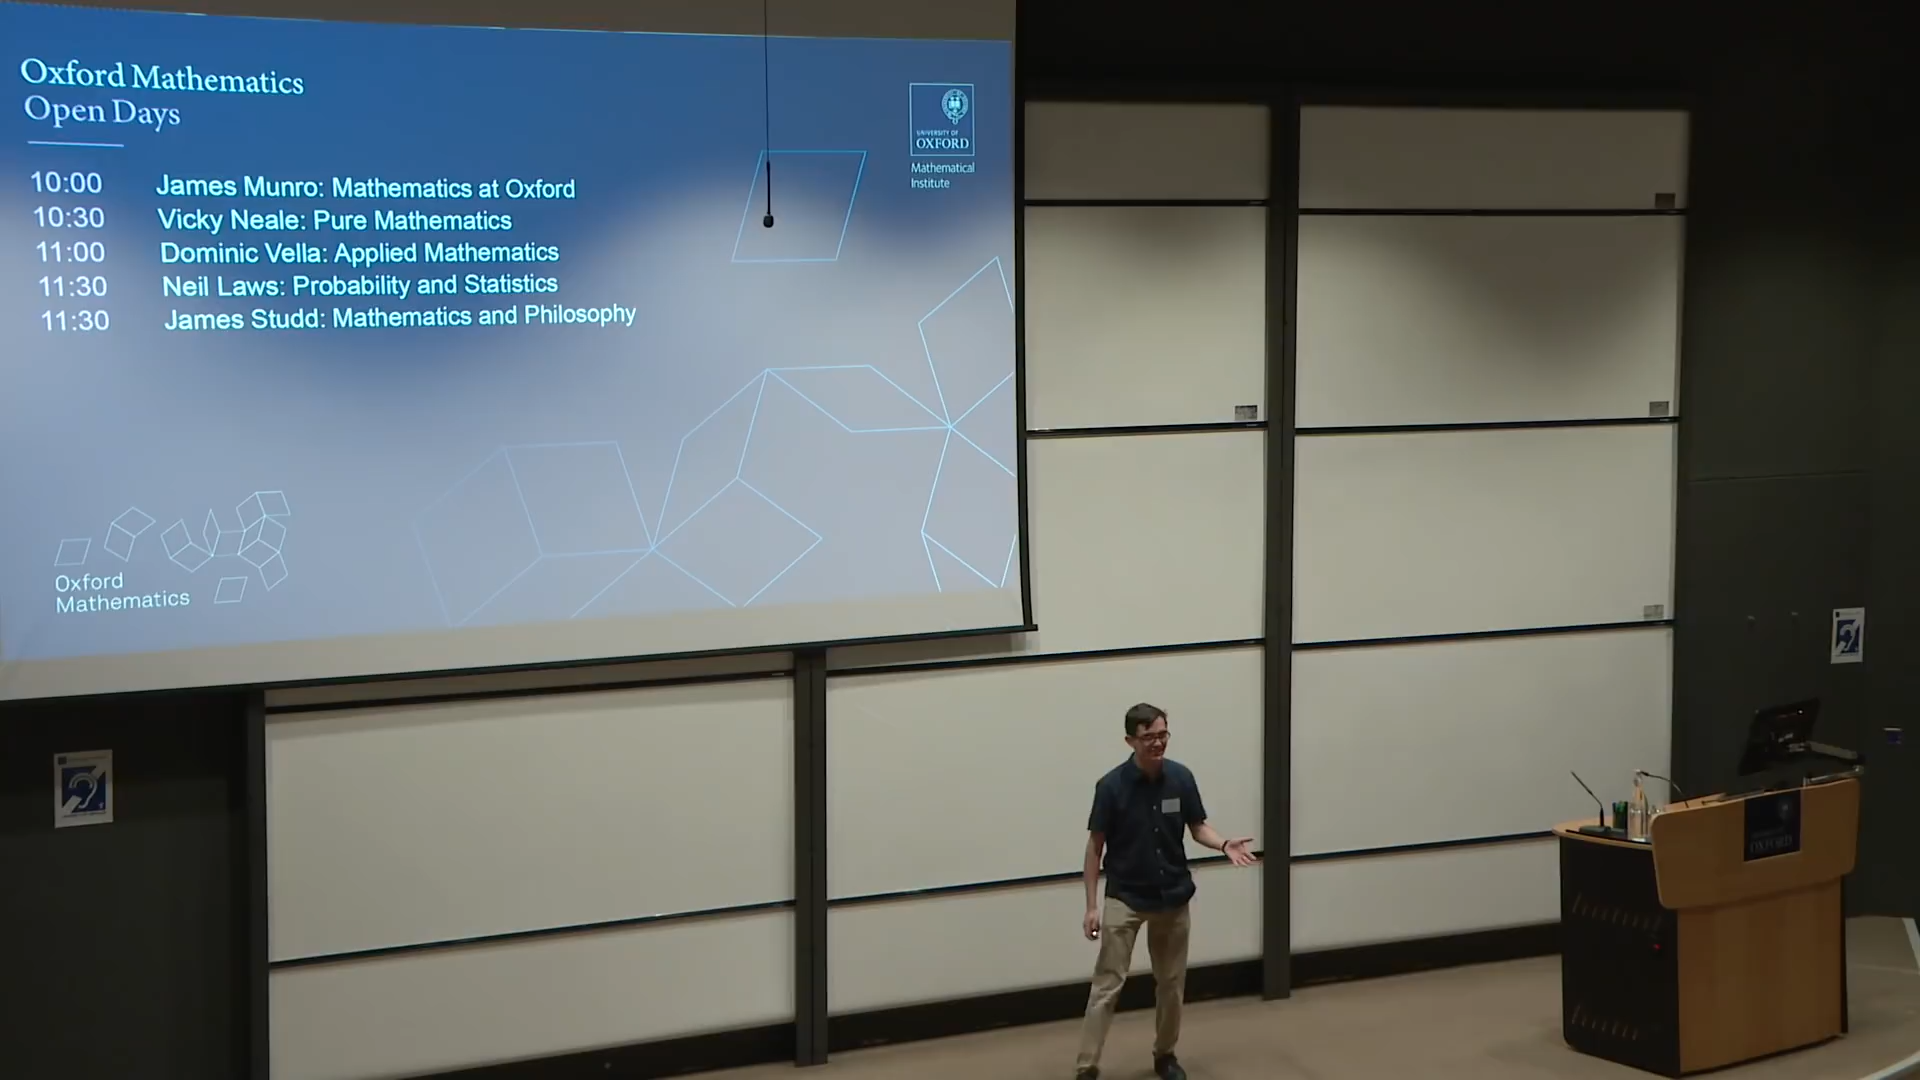 Oxford Mathematics
Open Days
10:00 James Munro: Mathematics at Oxford
10:30 Vicky Neale: Pure Mathematics
11:00 Dominic Vella: Applied Mathematics
11:30 Neil Laws: Probability and Statistics
11:30 James Studd: Mathematics and Philosophy
UNIVERSITY OF
OXFORD
Mathematical
Institute
Oxford
Mathematics
OXFORD